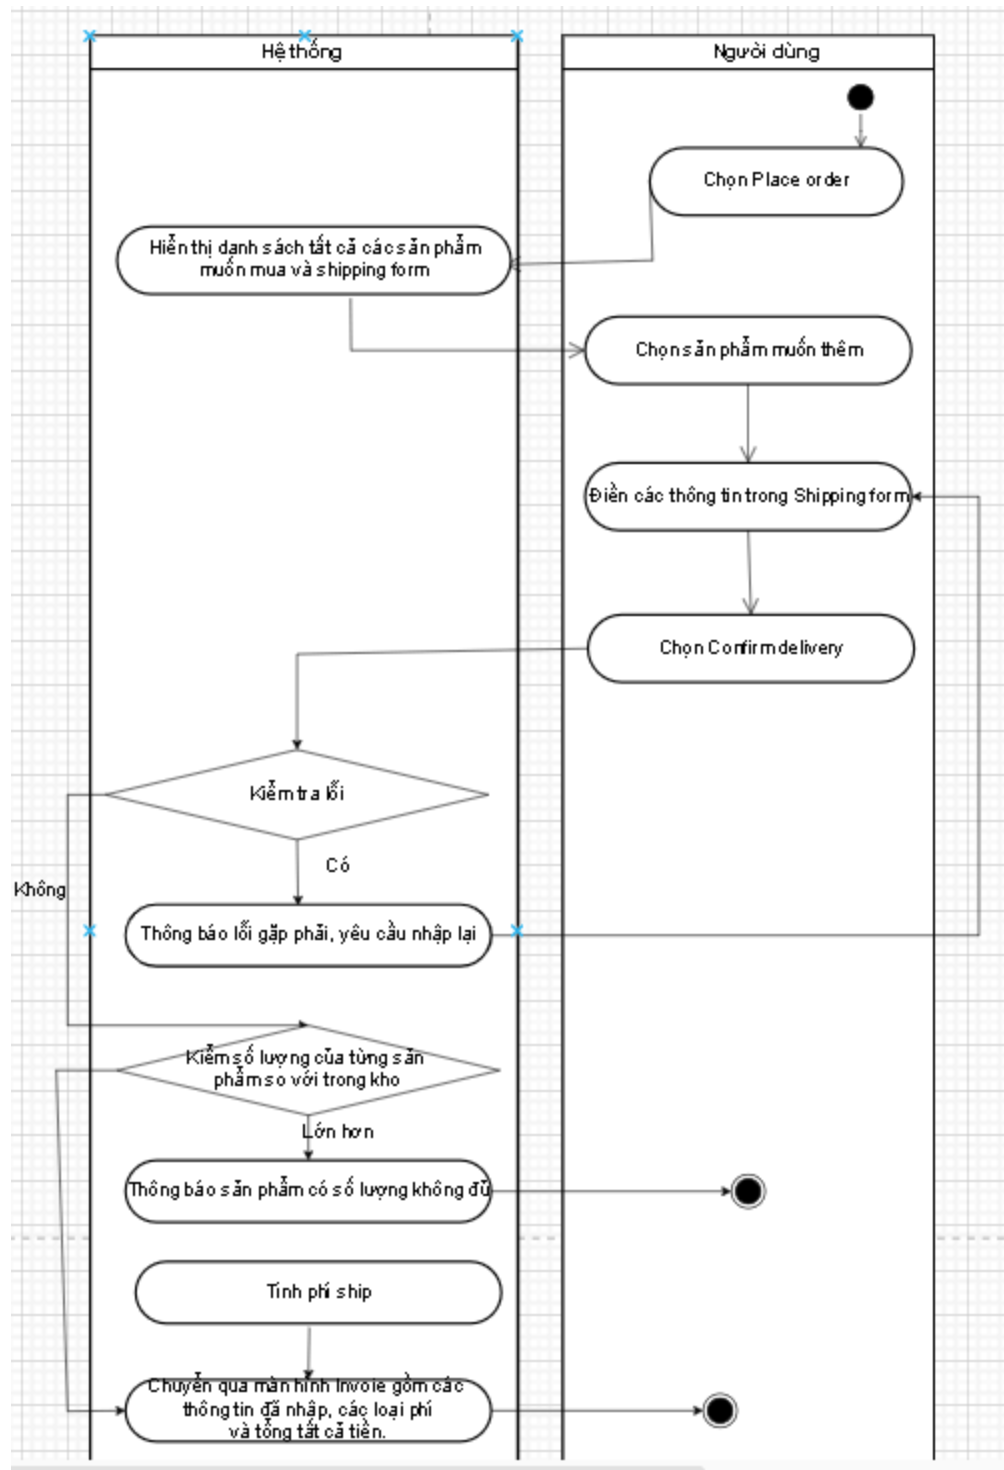 Hệ thống
Người dùng
Chọn Place order
Hiển thị danh sách tất cả các sản phẩm
muốn mua và shipping form
Chọn sản phẩm muốn thêm
Điền các thông tin trong Shipping form
Chọn Confirm delivery
Kiểm tra lỗi
Có
Không
Thông báo lỗi gặp phải, yêu cầu nhập lại
Kiểm số lượng của từng sản
phẩm so với trong kho
Lớn hơn
Thông báo sản phẩm có số lượng không đủ
Tính phí ship
Chuyển qua màn hình Invoie gồm các
thông tin đã nhập, các loại phí
và tổng tất cả tiền.